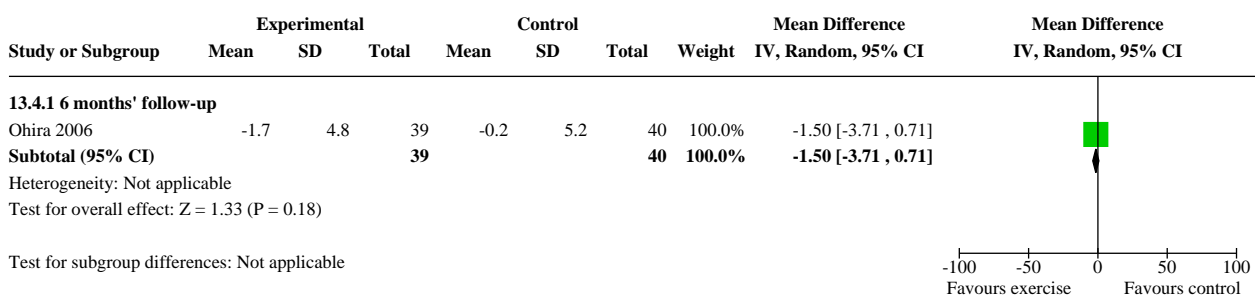 Experimental Control Mean Difference Mean Difference
Study or Subgroup Mean SD Total Mean SD Total Weight IV, Random, 95% CI IV, Random, 95% CI
13.4.1 6 months' follow-up
Ohira 2006 -1.7 4.8 39 -0.2 5.2 40 100.0% -1.50 [-3.71 , 0.71]
Subtotal (95% CI) 39 40 100.0% -1.50 [-3.71 , 0.71]
Heterogeneity: Not applicable
Test for overall effect: Z = 1.33 (P = 0.18)
Test for subgroup differences: Not applicable
-100 -50 0 50 100
Favours exercise Favours control